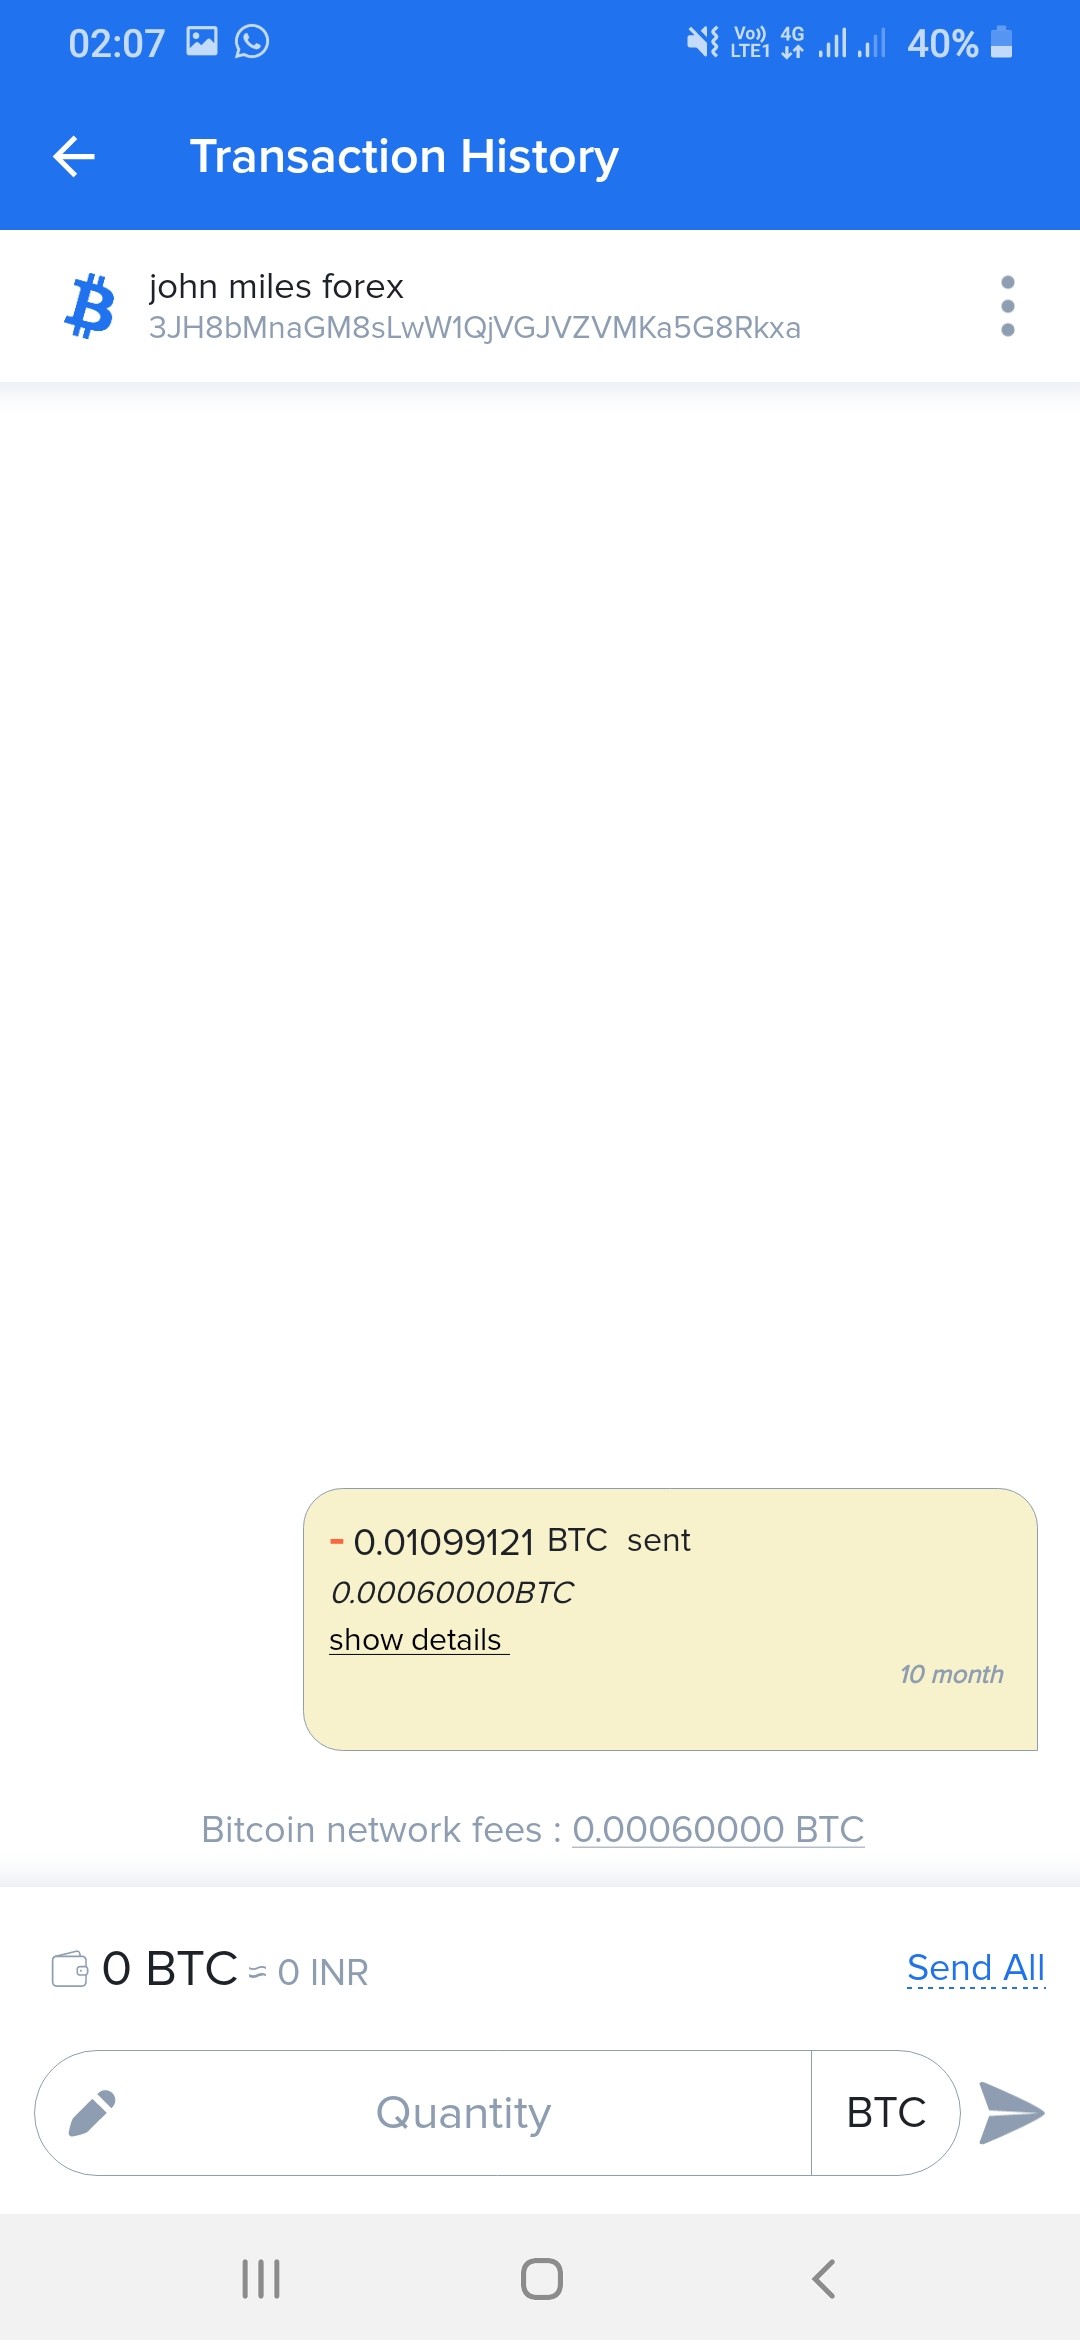 02:07
Vo)) LTE1 4G 40%
Transaction History
john miles forex
3JH8bMnaGM8sLwW1QjVGJVZVMKa5G8Rkxa
- 0.01099121 BTC sent
0.00060000BTC
show details
10 month
Bitcoin network fees : 0.00060000 BTC
0 BTC ≈ 0 INR
Send All
Quantity
BTC